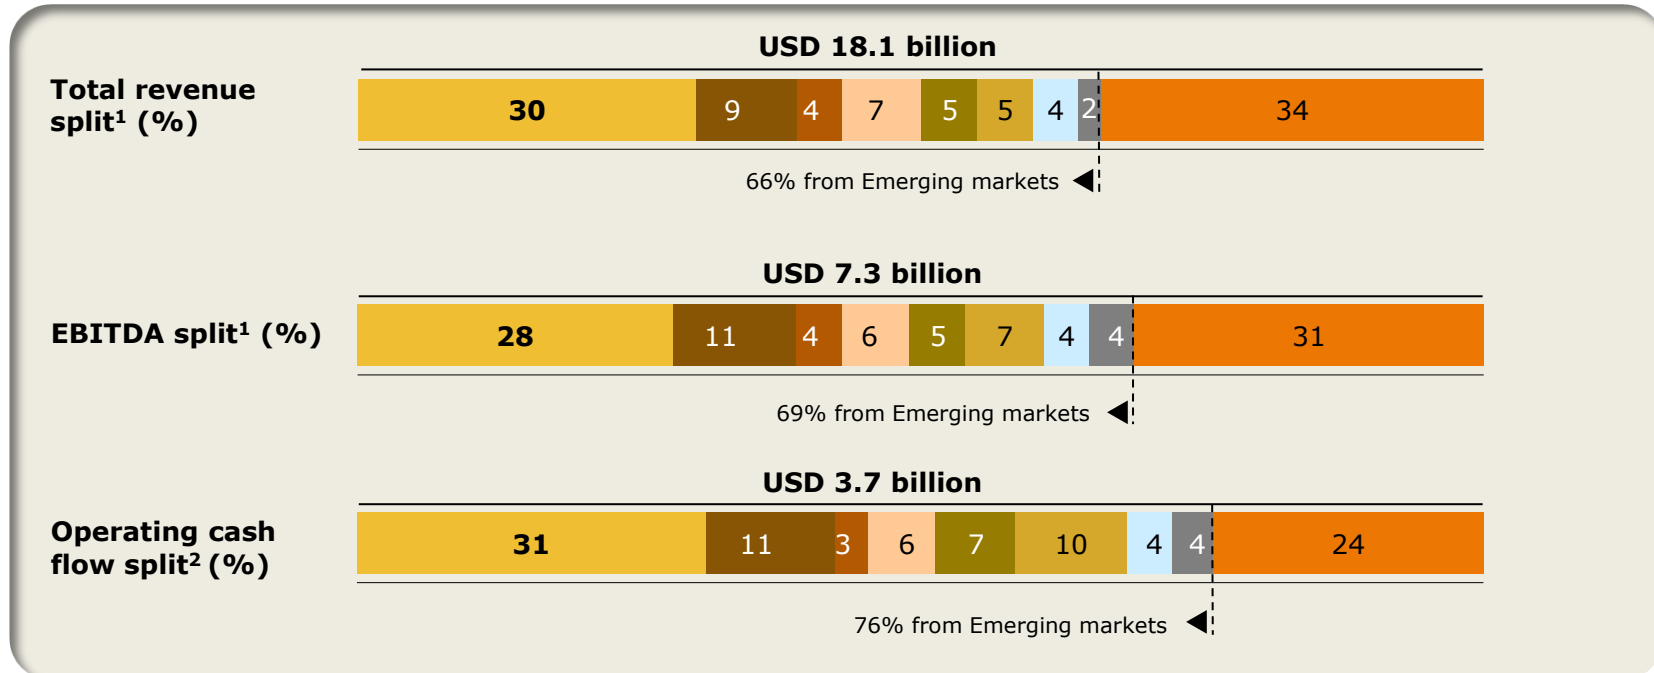 USD 18.1 billion
Total revenue
split¹ (%)
30 9 4 7 5 5 4 2 34
66% from Emerging markets
USD 7.3 billion
EBITDA split¹ (%)
28 11 4 6 5 7 4 4 31
69% from Emerging markets
USD 3.7 billion
Operating cash
flow split² (%)
31 11 3 6 7 10 4 4 24
76% from Emerging markets